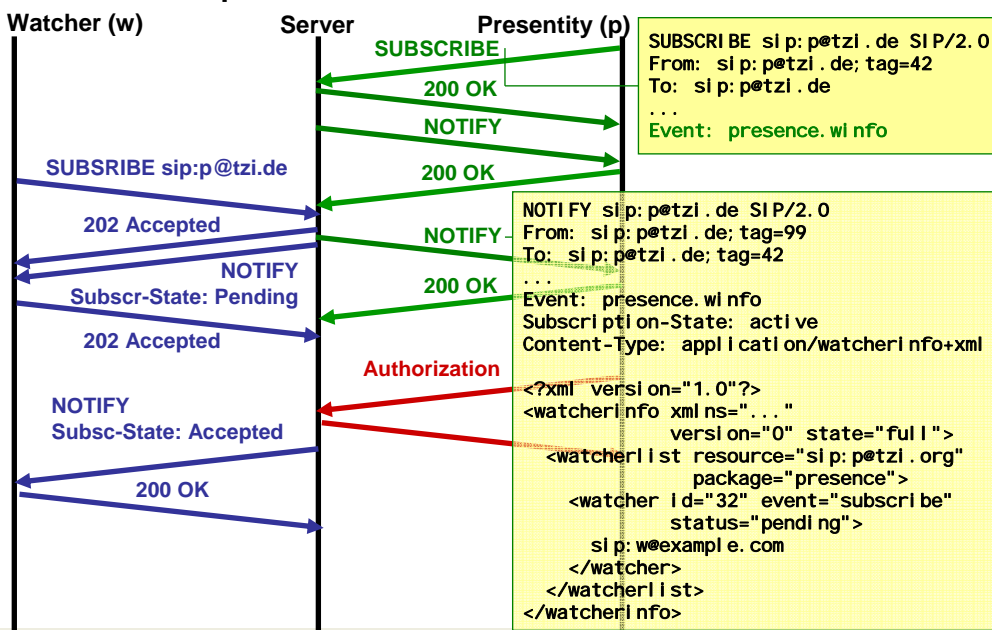 Watcher (w)
Server
Presentity (p)
SUBSCRIBE
200 OK
NOTIFY
200 OK
SUBSRIBE sip:p@tzi.de
202 Accepted
NOTIFY
Subscr-State: Pending
202 Accepted
NOTIFY
200 OK
Authorization
NOTIFY
Subsc-State: Accepted
200 OK
SUBSCRIBE sip:p@tzi.de SIP/2.0
From: sip:p@tzi.de;tag=42
To: sip:p@tzi.de
...
Event: presence.winfo
NOTIFY sip:p@tzi.de SIP/2.0
From: sip:p@tzi.de;tag=99
To: sip:p@tzi.de;tag=42
...
Event: presence.winfo
Subscription-State: active
Content-Type: application/watcherinfo+xml
<?xml version="1.0"?>
<watcherinfo xmlns="..."
version="0" state="full">
<watcherlist resource="sip:p@tzi.org"
package="presence">
<watcher id="32" event="subscribe"
status="pending">
sip:w@example.com
</watcher>
</watcherlist>
</watcherinfo>